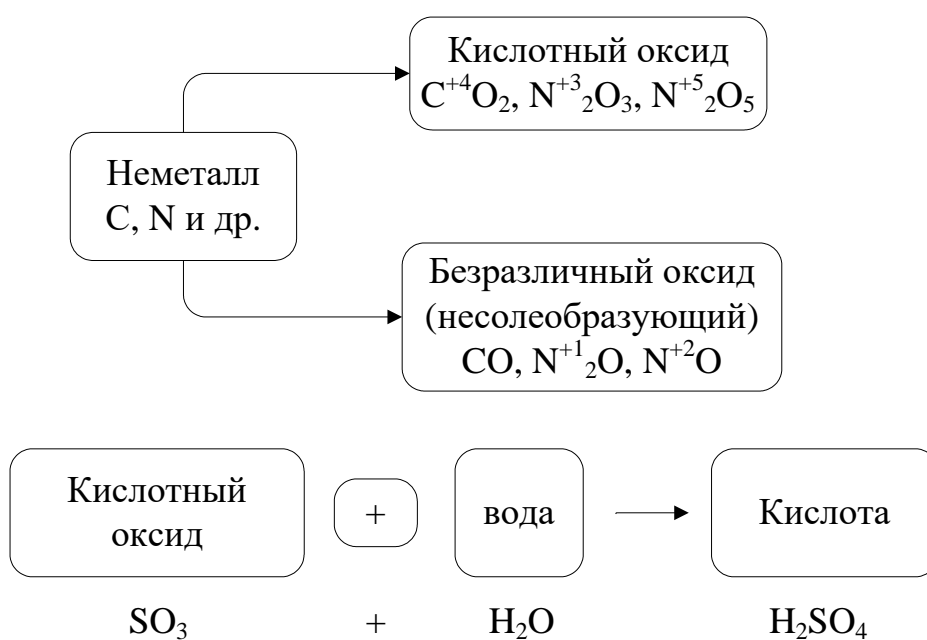 Кислотный оксид
C⁺⁴O₂, N⁺³₂O₃, N⁺⁵₂O₅
Неметалл
C, N и др.
Безразличный оксид
(несолеобразующий)
CO, N⁺¹₂O, N⁺²O
Кислотный
оксид
+
вода
Кислота
SO₃ + H₂O H₂SO₄